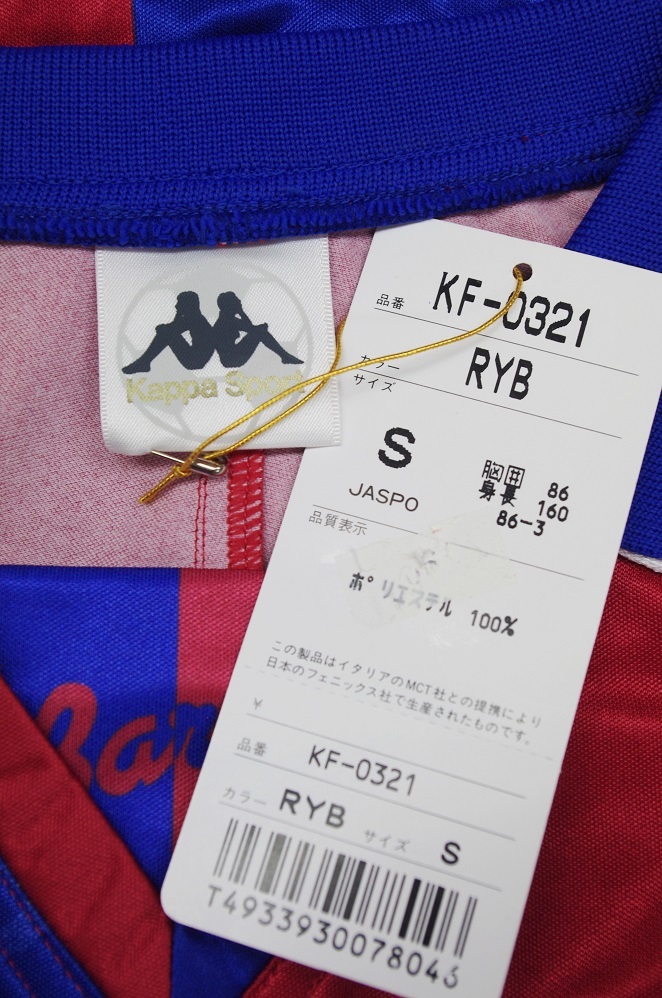 Kappa Sport
品番 KF-0321
カラー RYB
サイズ
S
JASPO
胸囲 86
身長 160
86-3
品質表示
ポリエステル 100%
この製品はイタリアのMCT社との提携により
日本のフェニックス社で生産されたものです。
¥
品番 KF-0321
カラー RYB サイズ S
T4933930078046